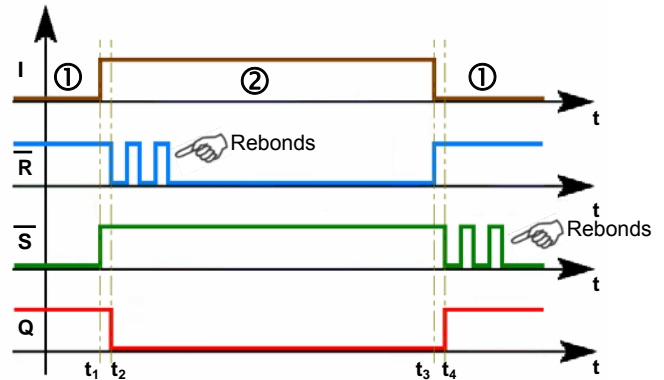 I ① ② ① t
R Rebonds t
S Rebonds t
Q t
t1 t2 t3 t4